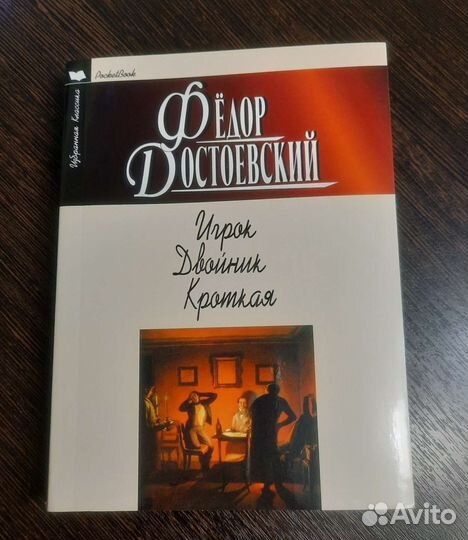 PocketBook
Избранная Классика
ФЁДОР
ДОСТОЕВСКИЙ
Игрок
Двойник
Кроткая
Avito